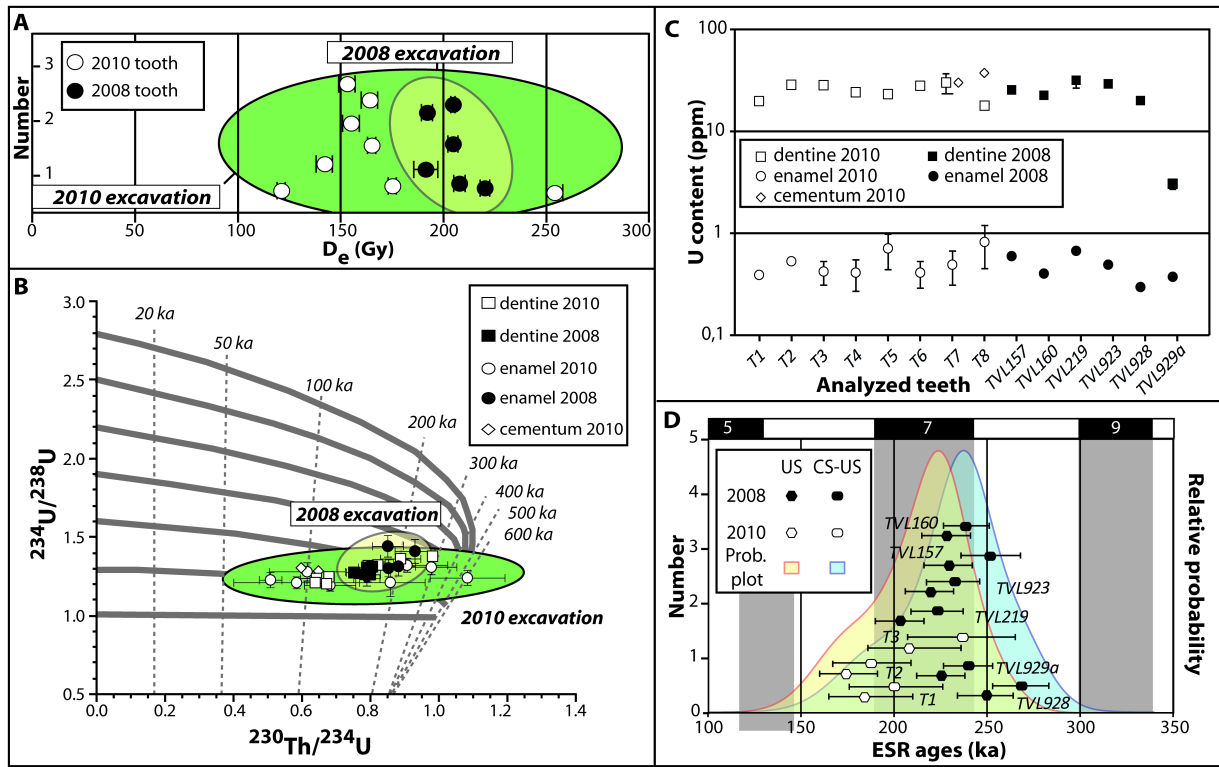 A
2008 excavation
2010 tooth
2008 tooth
3
2
1
Number
2010 excavation
0
50
100
150
200
250
300
De (Gy)
B
3.0
2.5
2.0
1.5
1.0
0.5
234U/238U
20 ka
50 ka
100 ka
200 ka
300 ka
400 ka
500 ka
600 ka
dentine 2010
dentine 2008
enamel 2010
enamel 2008
cementum 2010
2008 excavation
2010 excavation
0.0
0.2
0.4
0.6
0.8
1.0
1.2
1.4
230Th/234U
C
100
10
1
0,1
U content (ppm)
dentine 2010
dentine 2008
enamel 2010
enamel 2008
cementum 2010
T1
T2
T3
T4
T5
T6
T7
T8
TVL157
TVL160
TVL219
TVL923
TVL928
TVL929a
Analyzed teeth
D
5
7
9
5
4
3
2
1
0
Number
Relative probability
US CS-US
2008
2010
Prob.
plot
TVL160
TVL157
TVL923
TVL219
T3
TVL929a
T2
T1
TVL928
100
150
200
250
300
350
ESR ages (ka)